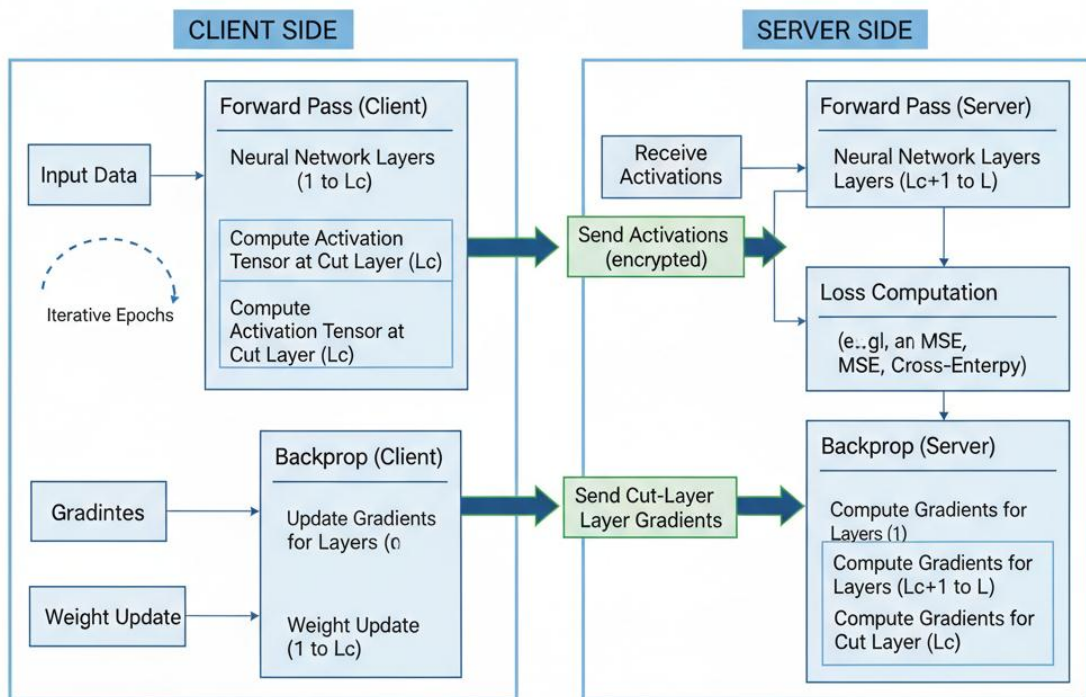 CLIENT SIDE
Forward Pass (Client)
Input Data
Neural Network Layers
(1 to Lc)
Compute Activation
Tensor at Cut Layer (Lc)
Compute
Activation Tensor at
Cut Layer (Lc)
Iterative Epochs
Backprop (Client)
Gradintes
Update Gradients
for Layers
Weight Update
Weight Update
(1 to Lc)
Send Activations
(encrypted)
Send Cut-Layer
Layer Gradients
SERVER SIDE
Forward Pass (Server)
Receive
Activations
Neural Network Layers
Layers (Lc+1 to L)
Loss Computation
(e..gl, an MSE,
MSE, Cross-Enterpy)
Backprop (Server)
Compute Gradients for
Layers (1)
Compute Gradients for
Layers (Lc+1 to L)
Compute Gradients for
Cut Layer (Lc)